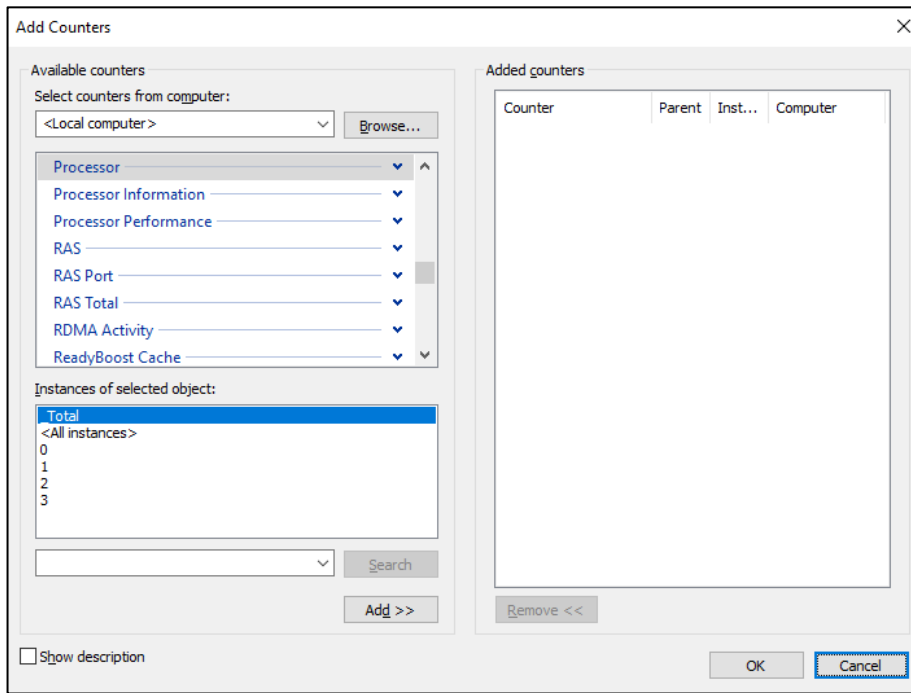 Add Counters
Available counters
Select counters from computer:
<Local computer>
Browse...
Processor
Processor Information
Processor Performance
RAS
RAS Port
RAS Total
RDMA Activity
ReadyBoost Cache
Instances of selected object:
_Total
<All instances>
0
1
2
3
Search
Add >>
Show description
Added counters
Counter Parent Inst... Computer
Remove <<
OK Cancel